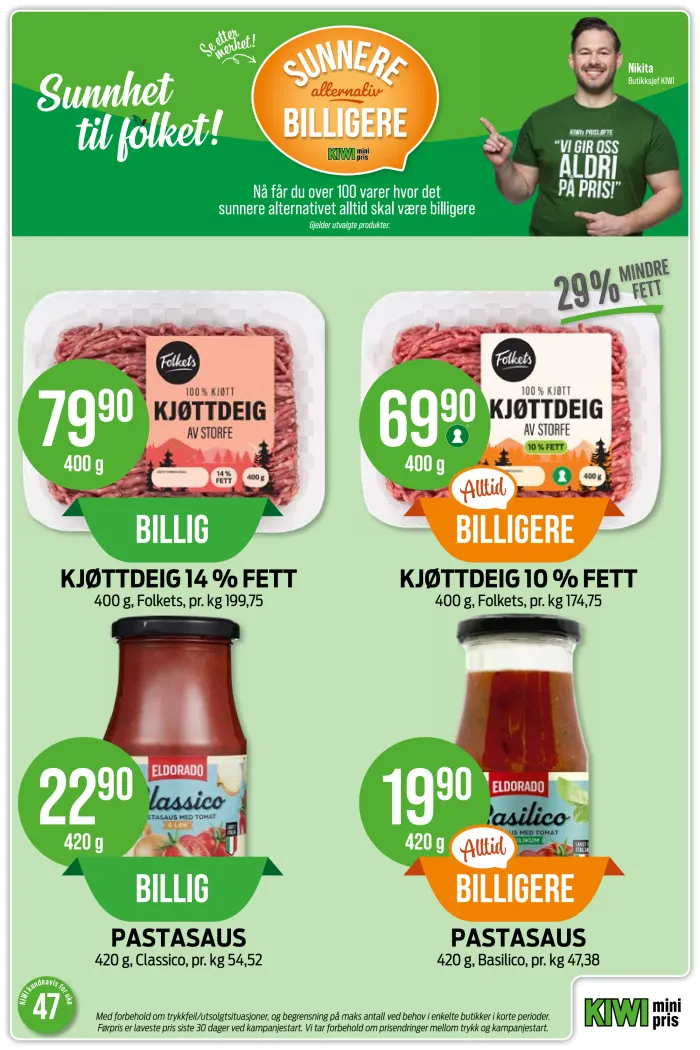 Sunnhet
til folket!
Se etter
merket!
SUNNERE
alternativ
BILLIGERE
KIWI mini
pris
Nå får du over 100 varer hvor det
sunnere alternativet alltid skal være billigere
Gjelder utvalgte produkter.
Nikita
Butikksjef KIWI
KIWIs PRISLØFTE
"VI GIR OSS
ALDRI
PÅ PRIS!"
Folkets
100 % KJØTT
KJØTTDEIG
AV STORFE
14 %
FETT
400 g
79 90
400 g
BILLIG
KJØTTDEIG 14 % FETT
400 g, Folkets, pr. kg 199,75
29% MINDRE
FETT
Folkets
100 % KJØTT
KJØTTDEIG
AV STORFE
10 % FETT
400 g
69 90
400 g
Alltid
BILLIGERE
KJØTTDEIG 10 % FETT
400 g, Folkets, pr. kg 174,75
ELDORADO
Classico
PASTASAUS MED TOMAT
& LØK
22 90
420 g
BILLIG
PASTASAUS
420 g, Classico, pr. kg 54,52
ELDORADO
Basilico
US MED TOMAT
ILIKUM
19 90
420 g
Alltid
BILLIGERE
PASTASAUS
420 g, Basilico, pr. kg 47,38
KIWI kundeavis for uke
47
Med forbehold om trykkfeil/utsolgtsituasjoner, og begrensning på maks antall ved behov i enkelte butikker i korte perioder.
Førpris er laveste pris siste 30 dager ved kampanjestart. Vi tar forbehold om prisendringer mellom trykk og kampanjestart.
KIWI mini
pris